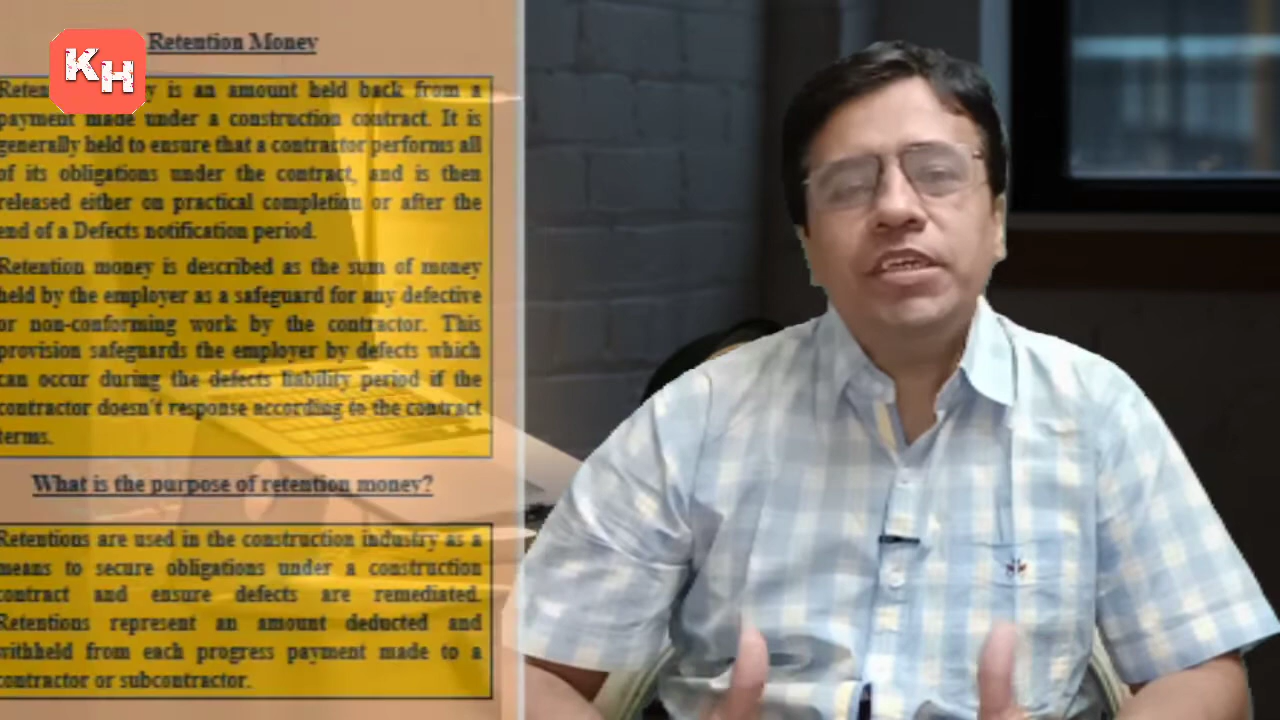 KH
Retention Money
is an amount held back from a
payment made under a construction contract. It is
generally held to ensure that a contractor performs all
of its obligations under the contract, and is then
released either on practical completion or after the
end of a Defects notification period.
Retention money is described as the sum of money
held by the employer as a safeguard for any defective
or non-conforming work by the contractor. This
provision safeguards the employer by defects which
can occur during the defects liability period if the
contractor doesn't response according to the contract
terms.
What is the purpose of retention money?
Retentions are used in the construction industry as a
means to secure obligations under a construction
contract and ensure defects are remediated.
Retentions represent an amount deducted and
withheld from each progress payment made to a
contractor or subcontractor.